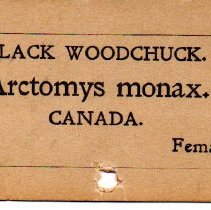 LACK WOODCHUCK.
Arctomys monax.
CANADA.
Fema